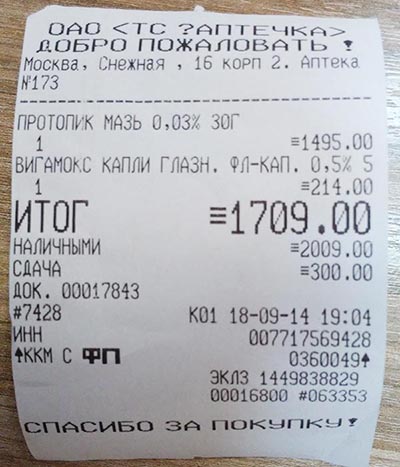 ОАО <ТС ?АПТЕЧКА>
ДОБРО ПОЖАЛОВАТЬ !
Москва, Снежная , 16 корп 2. Аптека
№173
ПРОТОПИК МАЗЬ 0,03% 30Г
1 ≡1495.00
ВИГАМОКС КАПЛИ ГЛАЗН. ФЛ-КАП. 0,5% 5
1 ≡214.00
ИТОГ ≡1709.00
НАЛИЧНЫМИ ≡2009.00
СДАЧА ≡300.00
ДОК. 00017843
#7428 К01 18-09-14 19:04
ИНН 007717569428
♠ККМ С ФП 0360049♠
ЭКЛЗ 1449838829
00016800 #063353
СПАСИБО ЗА ПОКУПКУ!